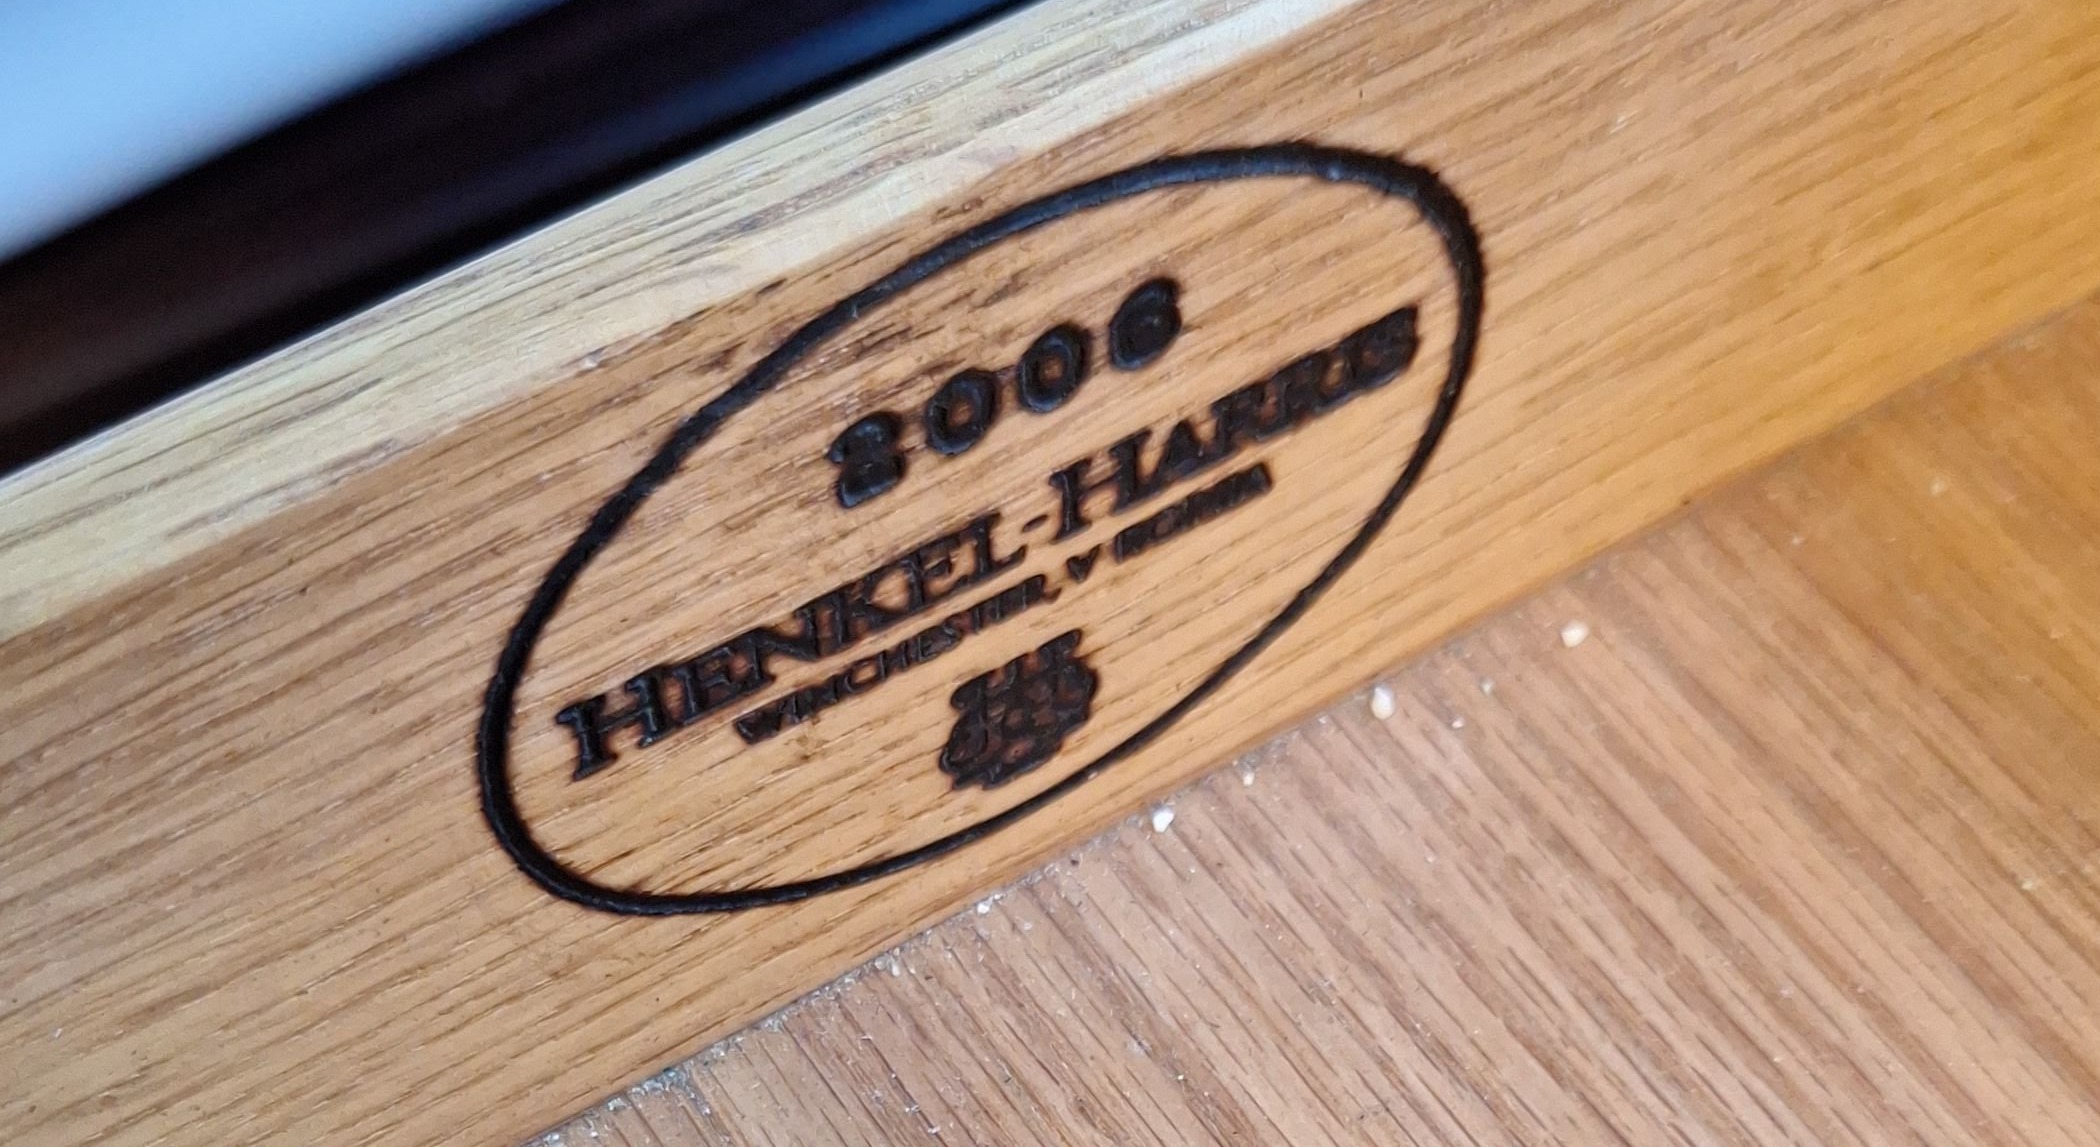 2006
HENKEL-HARRIS
WINCHESTER, VIRGINIA